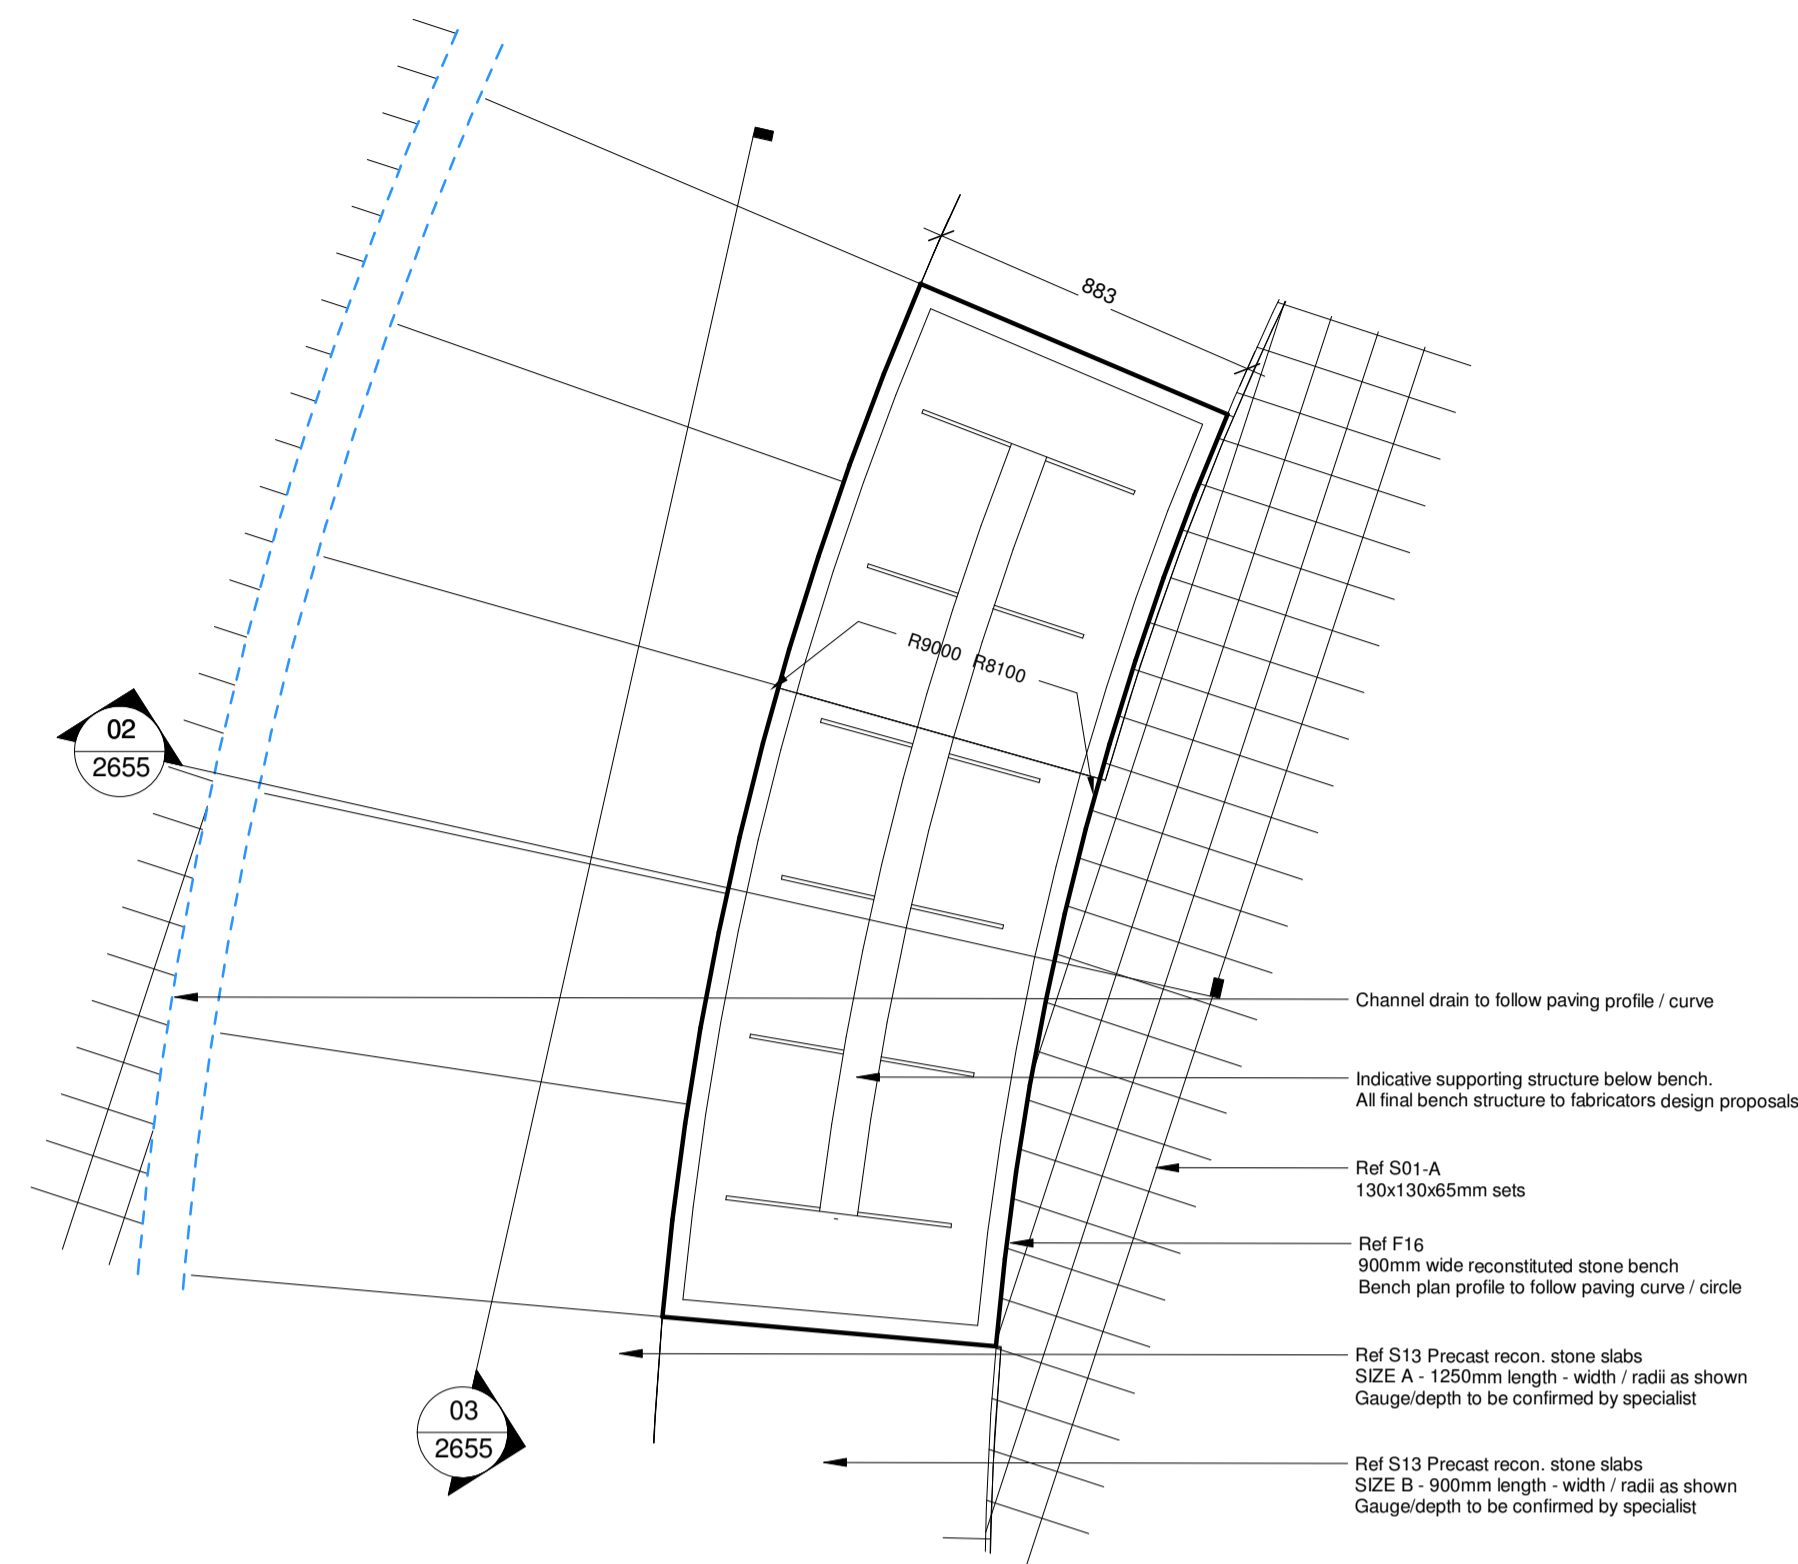 883
R9000 R8100
02
2655
Channel drain to follow paving profile / curve
Indicative supporting structure below bench.
All final bench structure to fabricators design proposals
Ref S01-A
130x130x65mm sets
Ref F16
900mm wide reconstituted stone bench
Bench plan profile to follow paving curve / circle
Ref S13 Precast recon. stone slabs
SIZE A - 1250mm length - width / radii as shown
Gauge/depth to be confirmed by specialist
03
2655
Ref S13 Precast recon. stone slabs
SIZE B - 900mm length - width / radii as shown
Gauge/depth to be confirmed by specialist